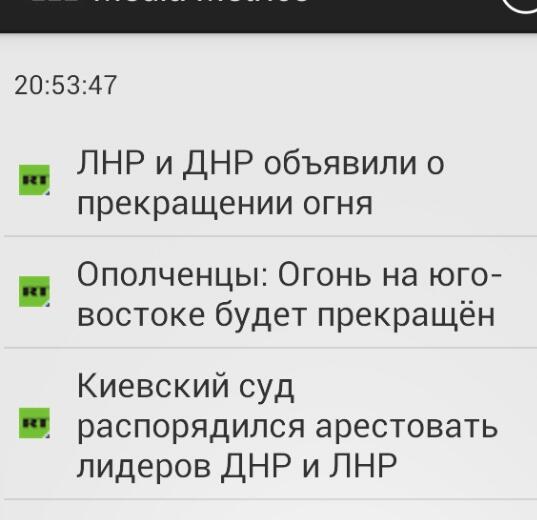 20:53:47
RT
ЛНР и ДНР объявили о
прекращении огня
RT
Ополченцы: Огонь на юго-
востоке будет прекращён
RT
Киевский суд
распорядился арестовать
лидеров ДНР и ЛНР